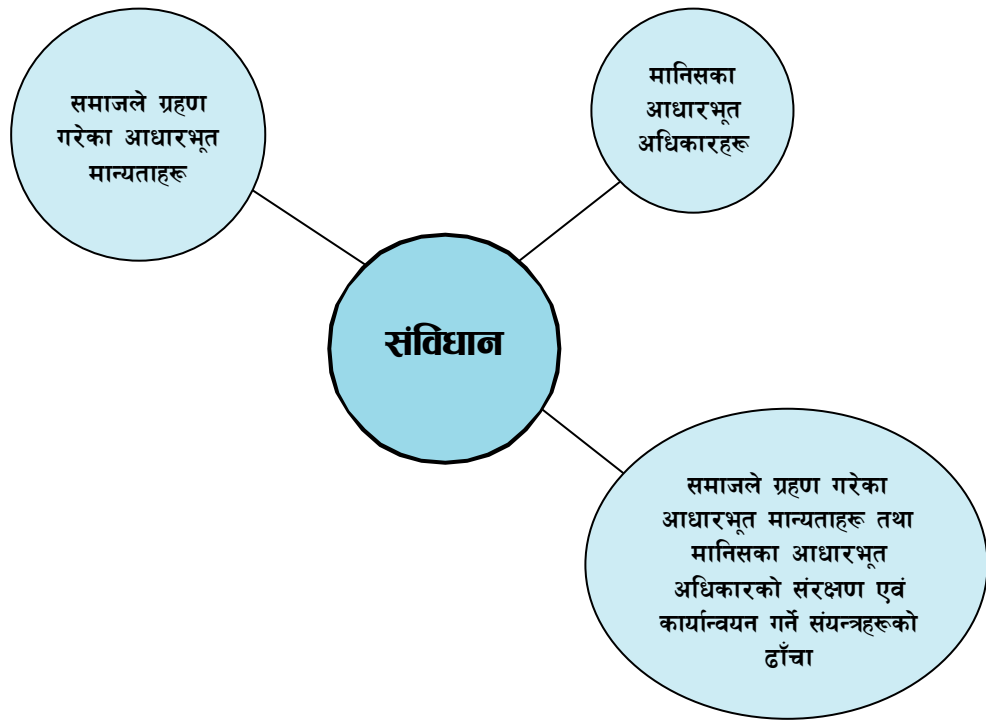 समाजले ग्रहण
गरेका आधारभूत
मान्यताहरू
मानिसका
आधारभूत
अधिकारहरू
संविधान
समाजले ग्रहण गरेका
आधारभूत मान्यताहरू तथा
मानिसका आधारभूत
अधिकारको संरक्षण एवं
कार्यान्वयन गर्ने संयन्त्रहरूको
ढाँचा